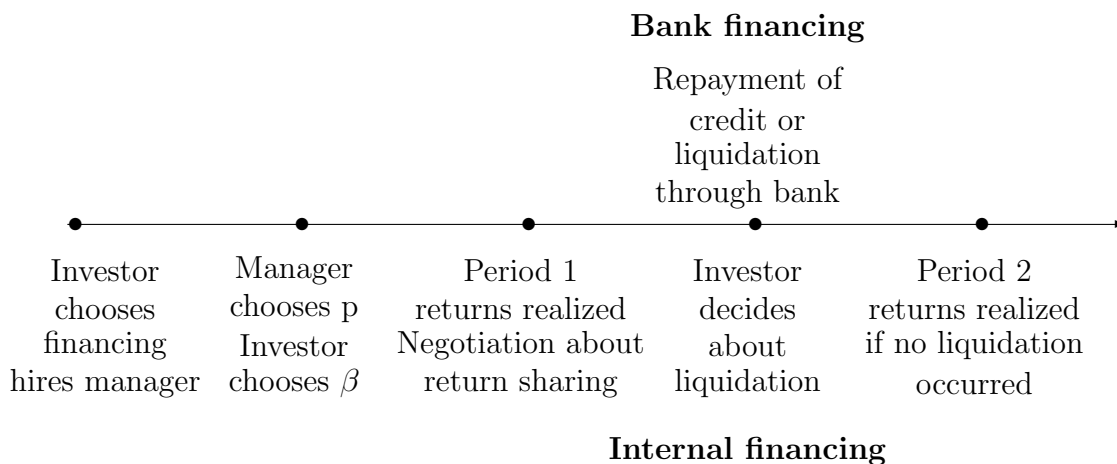 Bank financing
Repayment of
credit or
liquidation
through bank
Investor
chooses
financing
hires manager
Manager
chooses p
Investor
chooses β
Period 1
returns realized
Negotiation about
return sharing
Investor
decides
about
liquidation
Period 2
returns realized
if no liquidation
occurred
Internal financing